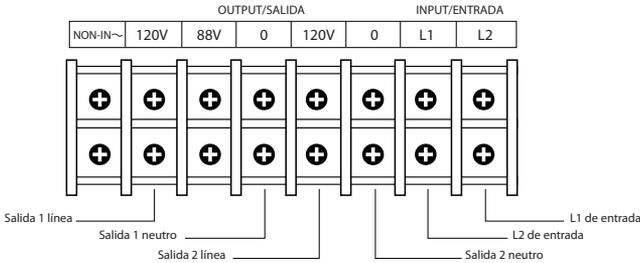 OUTPUT/SALIDA INPUT/ENTRADA
NON-IN~ 120V 88V 0 120V 0 L1 L2
Salida 1 línea L1 de entrada
Salida 1 neutro L2 de entrada
Salida 2 línea Salida 2 neutro